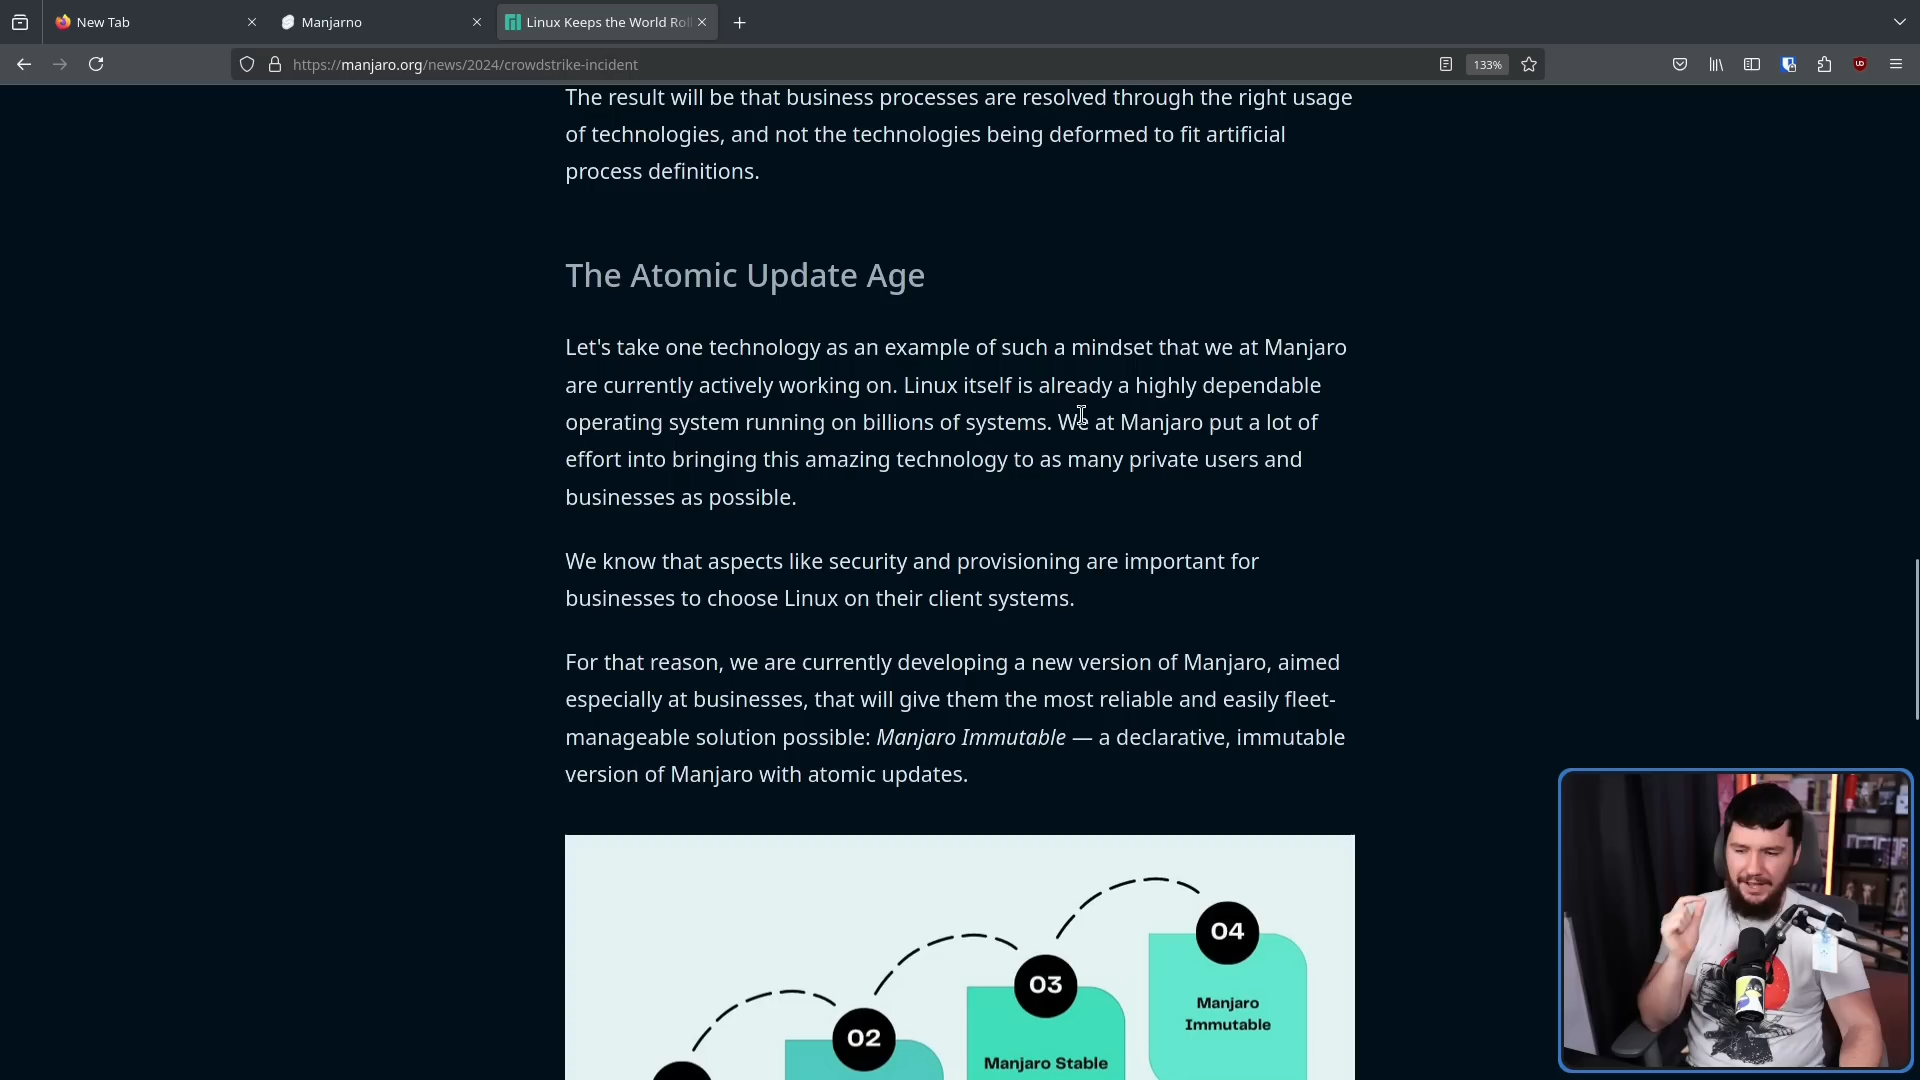 New Tab
Manjarno
Linux Keeps the World Rol
https://manjaro.org/news/2024/crowdstrike-incident
133%
The result will be that business processes are resolved through the right usage
of technologies, and not the technologies being deformed to fit artificial
process definitions.
The Atomic Update Age
Let's take one technology as an example of such a mindset that we at Manjaro
are currently actively working on. Linux itself is already a highly dependable
operating system running on billions of systems. We at Manjaro put a lot of
effort into bringing this amazing technology to as many private users and
businesses as possible.
We know that aspects like security and provisioning are important for
businesses to choose Linux on their client systems.
For that reason, we are currently developing a new version of Manjaro, aimed
especially at businesses, that will give them the most reliable and easily fleet-
manageable solution possible: Manjaro Immutable — a declarative, immutable
version of Manjaro with atomic updates.
04
Manjaro
Immutable
03
Manjaro Stable
02